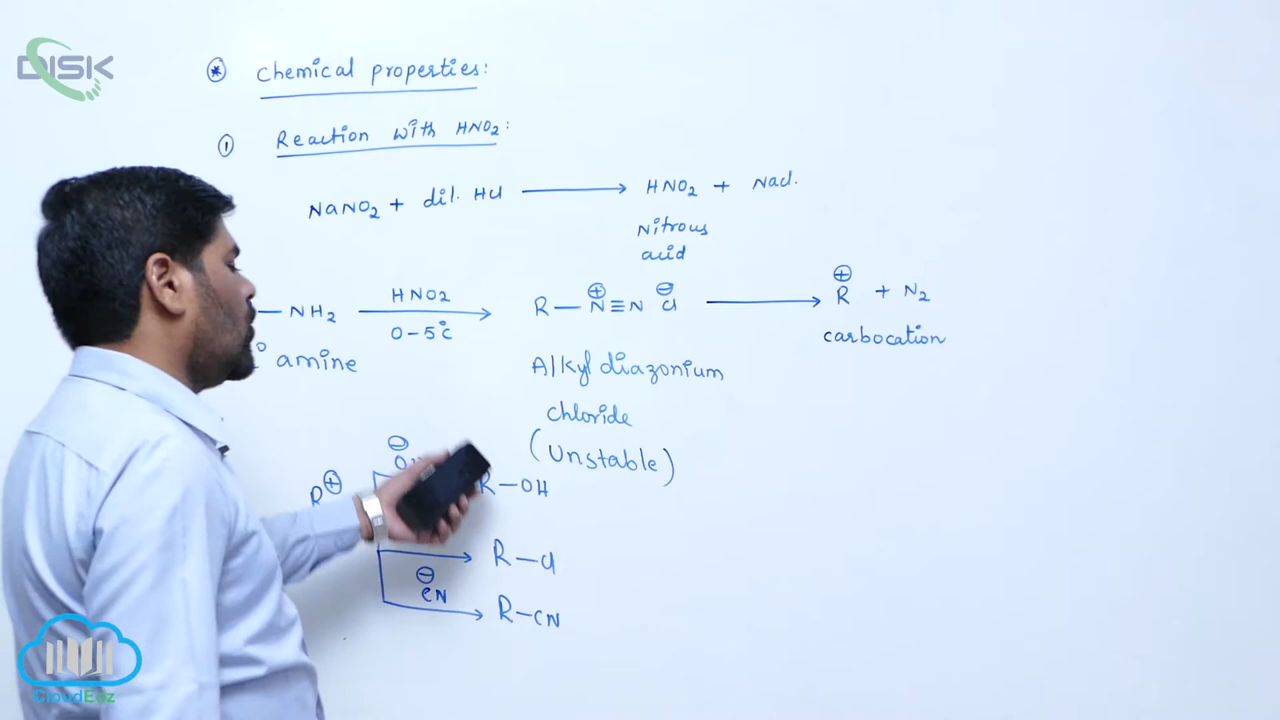 DISK
* Chemical properties:
① Reaction with HNO₂:
NaNO₂ + dil. HCl ⟶ HNO₂ + NaCl.
Nitrous
acid
— NH₂ HNO₂ 0-5°C ⟶ R — N⊕ ≡ N Cl⊖ ⟶ R⊕ + N₂
° amine Alkyl diazonium carbocation
chloride
(Unstable)
⊖
R⊕ R — OH
R — Cl
⊖
CN R — CN
CloudEdz